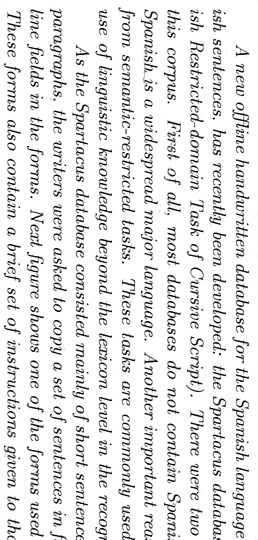 A new offline handwritten database for the Spanish language
ish sentences, has recently been developed: the Spartacus databas
ish Restricted-domain Task of Cursive Script). There were two
this corpus. First of all, most databases do not contain Spani
Spanish is a widespread major language. Another important rea
from semantic-restricted tasks. These tasks are commonly used
use of linguistic knowledge beyond the lexicon level in the recogn
As the Spartacus database consisted mainly of short sentence
paragraphs, the writers were asked to copy a set of sentences in f
line fields in the forms. Next figure shows one of the forms used
These forms also contain a brief set of instructions given to the